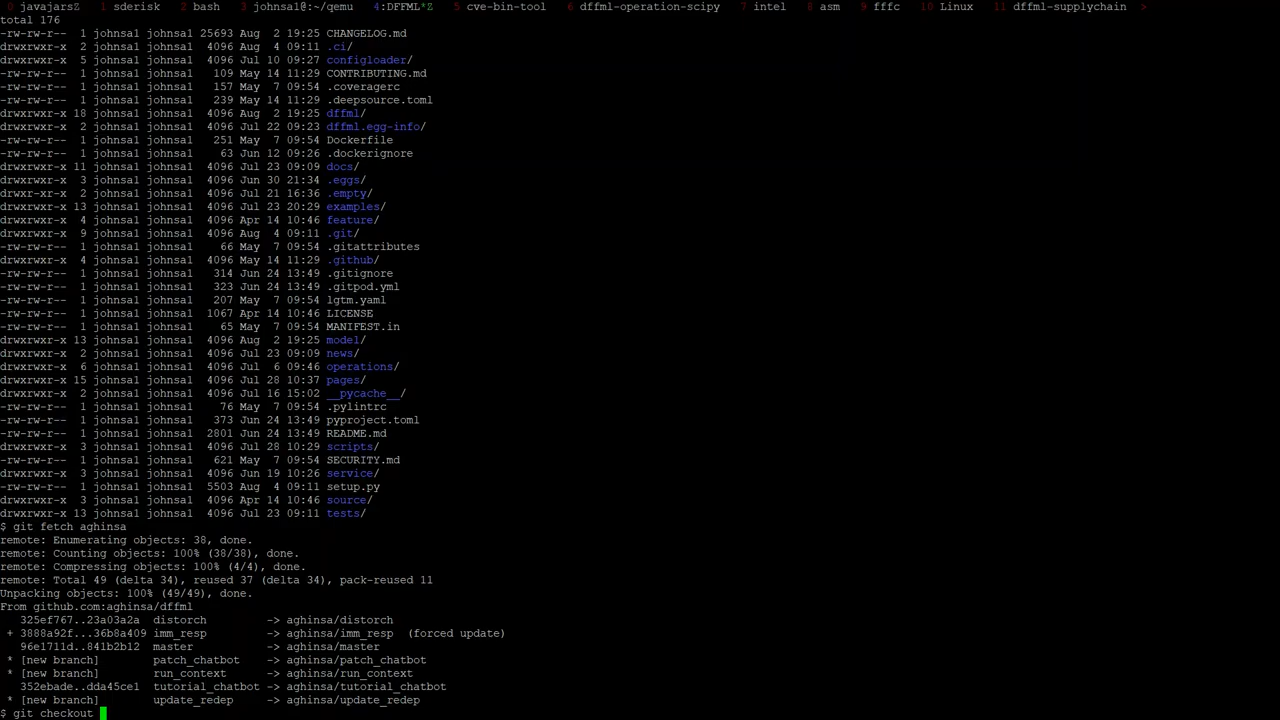 0 javajarsZ 1 sderisk 2 bash 3 johnsa1@:~/qemu 4:DFFML*Z 5 cve-bin-tool 6 dffml-operation-scipy 7 intel 8 asm 9 fffc 10 Linux 11 dffml-supplychain >
total 176
-rw-rw-r-- 1 johnsa1 johnsa1 25693 Aug 2 19:25 CHANGELOG.md
drwxrwxr-x 2 johnsa1 johnsa1 4096 Aug 4 09:11 .ci/
drwxrwxr-x 5 johnsa1 johnsa1 4096 Jul 10 09:27 configloader/
-rw-rw-r-- 1 johnsa1 johnsa1 109 May 14 11:29 CONTRIBUTING.md
-rw-rw-r-- 1 johnsa1 johnsa1 157 May 7 09:54 .coveragerc
-rw-rw-r-- 1 johnsa1 johnsa1 239 May 14 11:29 .deepsource.toml
drwxrwxr-x 18 johnsa1 johnsa1 4096 Aug 2 19:25 dffml/
drwxrwxr-x 2 johnsa1 johnsa1 4096 Jul 22 09:23 dffml.egg-info/
-rw-rw-r-- 1 johnsa1 johnsa1 251 May 7 09:54 Dockerfile
-rw-rw-r-- 1 johnsa1 johnsa1 63 Jun 12 09:26 .dockerignore
drwxrwxr-x 11 johnsa1 johnsa1 4096 Jul 23 09:09 docs/
drwxrwxr-x 3 johnsa1 johnsa1 4096 Jun 30 21:34 .eggs/
drwxr-xr-x 2 johnsa1 johnsa1 4096 Jul 21 16:36 .empty/
drwxrwxr-x 13 johnsa1 johnsa1 4096 Jul 23 20:29 examples/
drwxrwxr-x 4 johnsa1 johnsa1 4096 Apr 14 10:46 feature/
drwxrwxr-x 9 johnsa1 johnsa1 4096 Aug 4 09:11 .git/
-rw-rw-r-- 1 johnsa1 johnsa1 66 May 7 09:54 .gitattributes
drwxrwxr-x 4 johnsa1 johnsa1 4096 May 14 11:29 .github/
-rw-rw-r-- 1 johnsa1 johnsa1 314 Jun 24 13:49 .gitignore
-rw-rw-r-- 1 johnsa1 johnsa1 323 Jun 24 13:49 .gitpod.yml
-rw-rw-r-- 1 johnsa1 johnsa1 207 May 7 09:54 lgtm.yaml
-rw-rw-r-- 1 johnsa1 johnsa1 1067 Apr 14 10:46 LICENSE
-rw-rw-r-- 1 johnsa1 johnsa1 65 May 7 09:54 MANIFEST.in
drwxrwxr-x 13 johnsa1 johnsa1 4096 Aug 2 19:25 model/
drwxrwxr-x 2 johnsa1 johnsa1 4096 Jul 23 09:09 news/
drwxrwxr-x 6 johnsa1 johnsa1 4096 Jul 6 09:46 operations/
drwxrwxr-x 15 johnsa1 johnsa1 4096 Jul 28 10:37 pages/
drwxrwxr-x 2 johnsa1 johnsa1 4096 Jul 16 15:02 __pycache__/
-rw-rw-r-- 1 johnsa1 johnsa1 76 May 7 09:54 .pylintrc
-rw-rw-r-- 1 johnsa1 johnsa1 373 Jun 24 13:49 pyproject.toml
-rw-rw-r-- 1 johnsa1 johnsa1 2801 Jun 24 13:49 README.md
drwxrwxr-x 3 johnsa1 johnsa1 4096 Jul 28 10:29 scripts/
-rw-rw-r-- 1 johnsa1 johnsa1 621 May 7 09:54 SECURITY.md
drwxrwxr-x 3 johnsa1 johnsa1 4096 Jun 19 10:26 service/
-rw-rw-r-- 1 johnsa1 johnsa1 5503 Aug 4 09:11 setup.py
drwxrwxr-x 3 johnsa1 johnsa1 4096 Apr 14 10:46 source/
drwxrwxr-x 13 johnsa1 johnsa1 4096 Jul 23 09:11 tests/
$ git fetch aghinsa
remote: Enumerating objects: 38, done.
remote: Counting objects: 100% (38/38), done.
remote: Compressing objects: 100% (4/4), done.
remote: Total 49 (delta 34), reused 37 (delta 34), pack-reused 11
Unpacking objects: 100% (49/49), done.
From github.com:aghinsa/dffml
325ef767..23a03a2a distorch -> aghinsa/distorch
+ 3888a92f...36b8a409 imm_resp -> aghinsa/imm_resp (forced update)
96e1711d..841b2b12 master -> aghinsa/master
* [new branch] patch_chatbot -> aghinsa/patch_chatbot
* [new branch] run_context -> aghinsa/run_context
352ebade..dda45ce1 tutorial_chatbot -> aghinsa/tutorial_chatbot
* [new branch] update_redep -> aghinsa/update_redep
$ git checkout